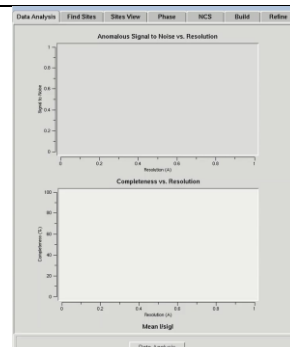 Data Analysis Find Sites Sites View Phase NCS Build Refine
Anomalous Signal to Noise vs. Resolution
Signal to Noise
1
0.8
0.6
0.4
0.2
0
0 0.2 0.4 0.6 0.8 1
Resolution (A)
Completeness vs. Resolution
Completeness (%)
100
80
60
40
20
0
0 0.2 0.4 0.6 0.8 1
Resolution (A)
Mean I/sigI
Data Analysis